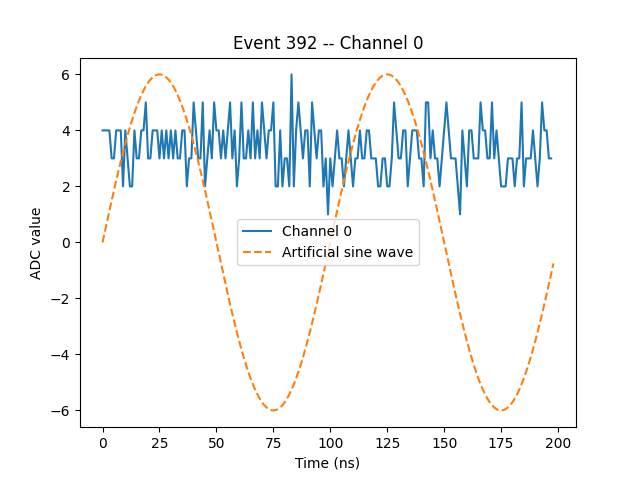 Event 392 -- Channel 0
6
4
2
0
−2
−4
−6
ADC value
Channel 0
Artificial sine wave
0 25 50 75 100 125 150 175 200
Time (ns)